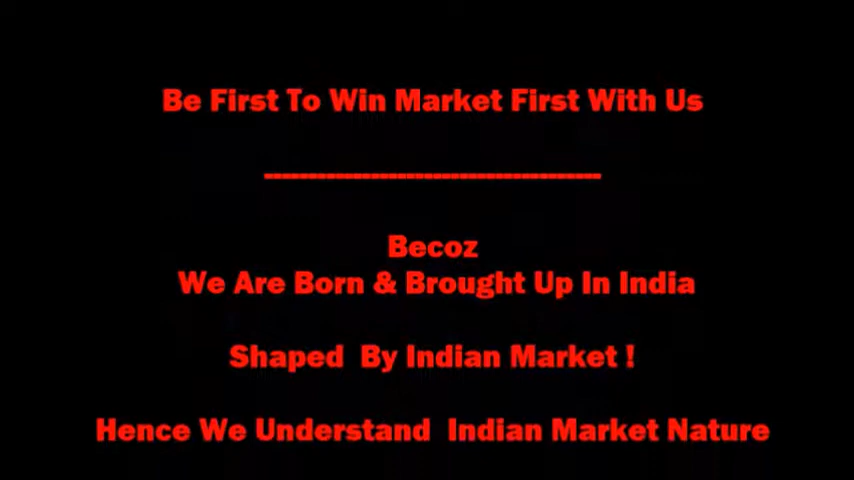 Be First To Win Market First With Us
--------------------------------------
Becoz
We Are Born & Brought Up In India
Shaped  By Indian Market !
Hence We Understand  Indian Market Nature